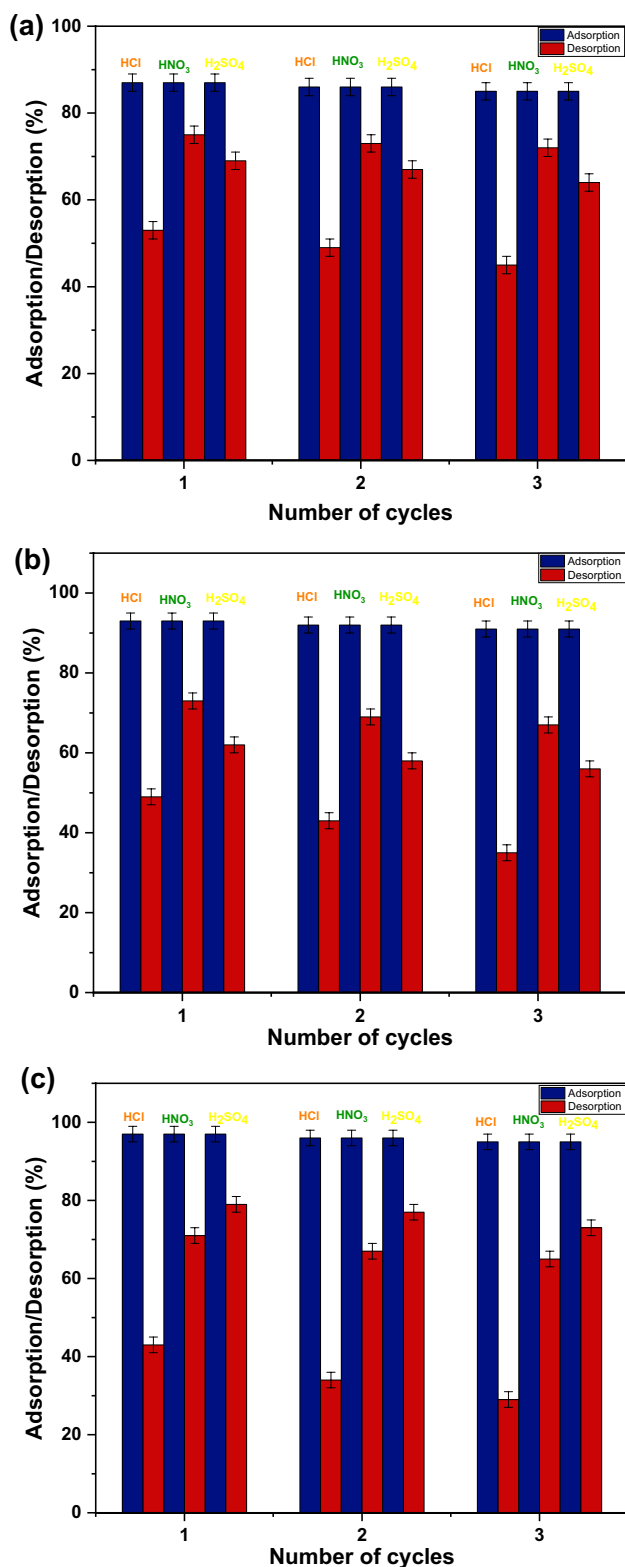 (a)
100
80
60
40
20
0
Adsorption/Desorption (%)
Adsorption
Desorption
HCl HNO₃ H₂SO₄
HCl HNO₃ H₂SO₄
HCl HNO₃ H₂SO₄
1 2 3
Number of cycles
(b)
100
80
60
40
20
0
Adsorption/Desorption (%)
Adsorption
Desorption
HCl HNO₃ H₂SO₄
HCl HNO₃ H₂SO₄
HCl HNO₃ H₂SO₄
1 2 3
Number of cycles
(c)
100
80
60
40
20
0
Adsorption/Desorption (%)
Adsorption
Desorption
HCl HNO₃ H₂SO₄
HCl HNO₃ H₂SO₄
HCl HNO₃ H₂SO₄
1 2 3
Number of cycles